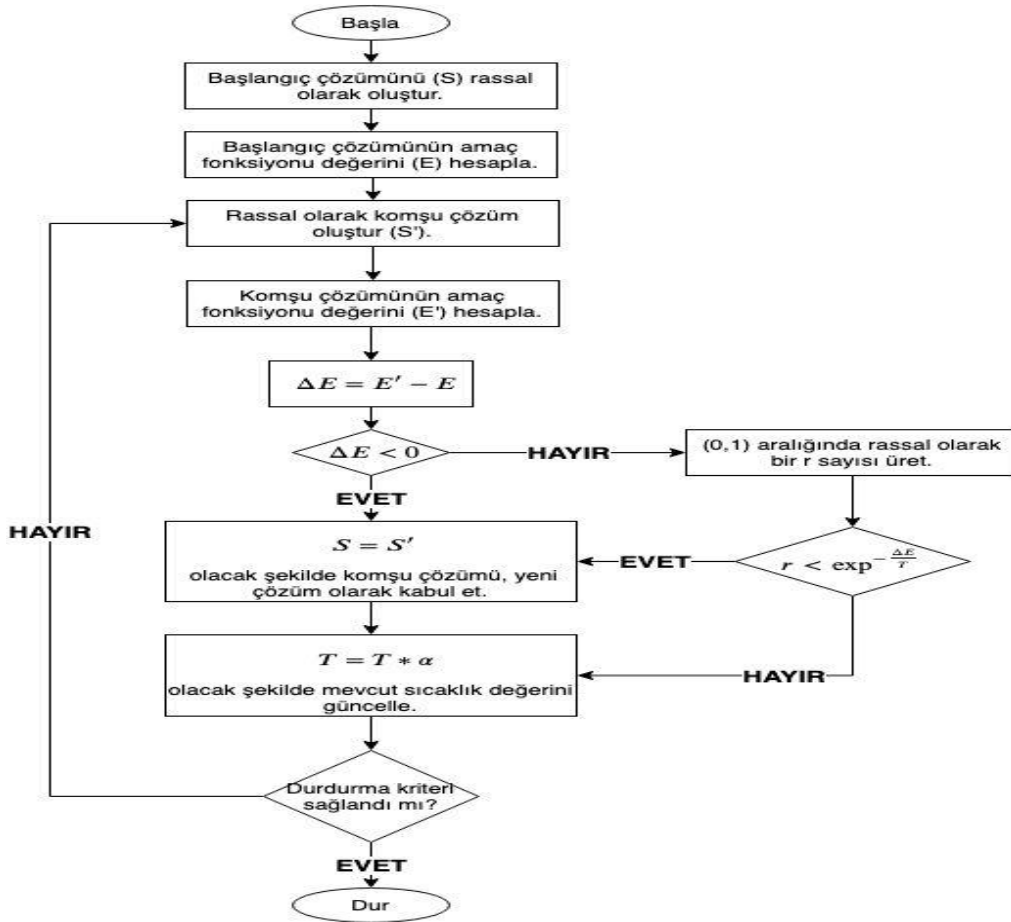 Başla
Başlangıç çözümünü (S) rassal
olarak oluştur.
Başlangıç çözümünün amaç
fonksiyonu değerini (E) hesapla.
Rassal olarak komşu çözüm
oluştur (S').
Komşu çözümünün amaç
fonksiyonu değerini (E') hesapla.
ΔE = E′ − E
ΔE < 0
HAYIR
(0,1) aralığında rassal olarak
bir r sayısı üret.
EVET
HAYIR
S = S′
olacak şekilde komşu çözümü, yeni
çözüm olarak kabul et.
EVET
r < exp^{−ΔE/T}
T = T * α
olacak şekilde mevcut sıcaklık değerini
güncelle.
HAYIR
Durdurma kriteri
sağlandı mı?
EVET
Dur